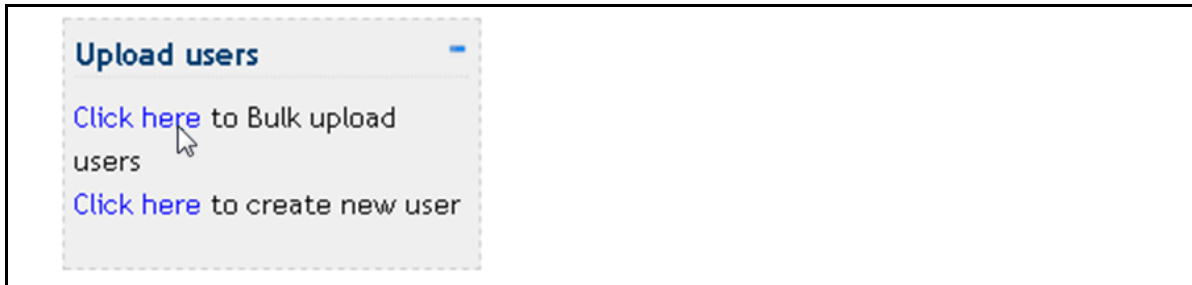 Upload users
Click here to Bulk upload
users
Click here to create new user